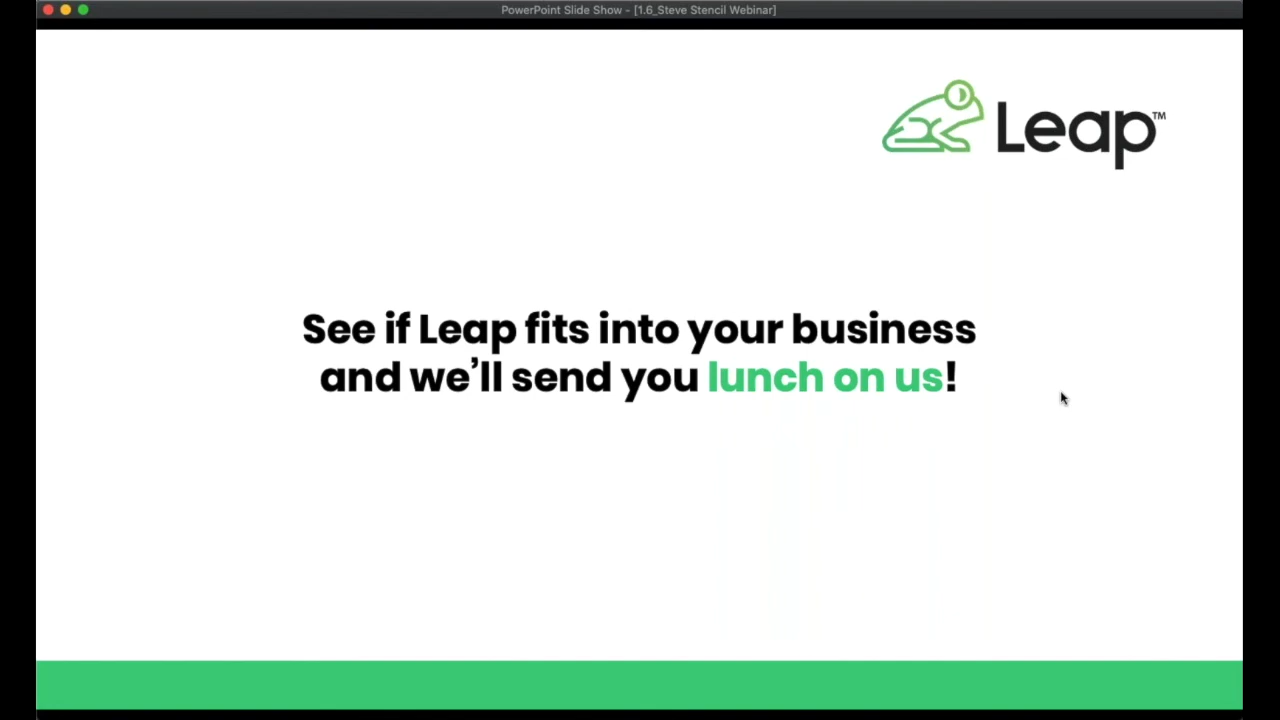 PowerPoint Slide Show - [1.6_Steve Stencil Webinar]
Leap™
See if Leap fits into your business
and we’ll send you lunch on us!